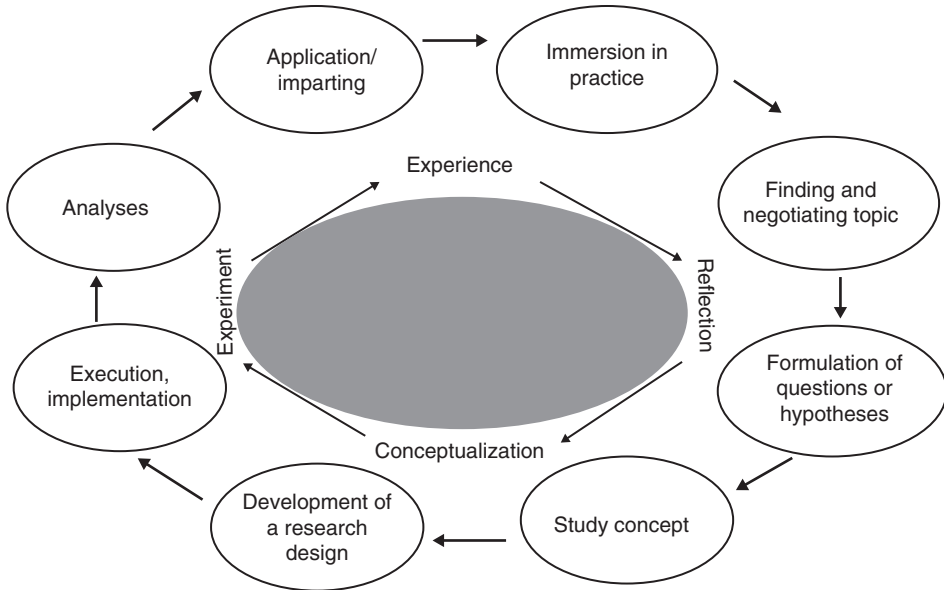 Application/
imparting
Immersion in
practice
Finding and
negotiating topic
Formulation of
questions or
hypotheses
Study concept
Development of
a research
design
Execution,
implementation
Analyses
Experience
Reflection
Conceptualization
Experiment